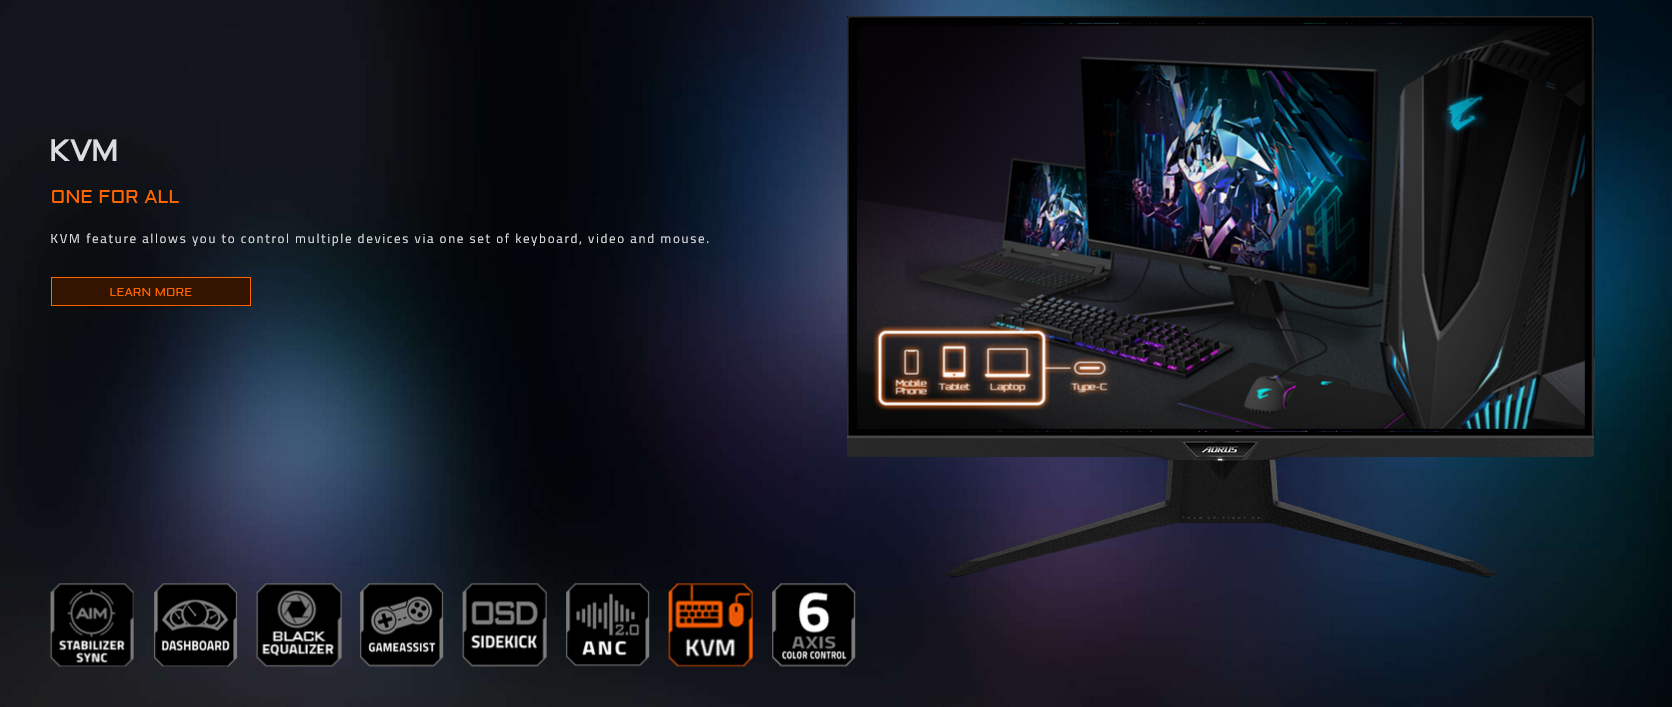 KVM
ONE FOR ALL
KVM feature allows you to control multiple devices via one set of keyboard, video and mouse.
LEARN MORE
Mobile
Phone
Tablet
Laptop
Type-C
AORUS
AIM
STABILIZER
SYNC
DASHBOARD
BLACK
EQUALIZER
GAMEASSIST
OSD
SIDEKICK
2.0
ANC
KVM
6
AXIS
COLOR CONTROL